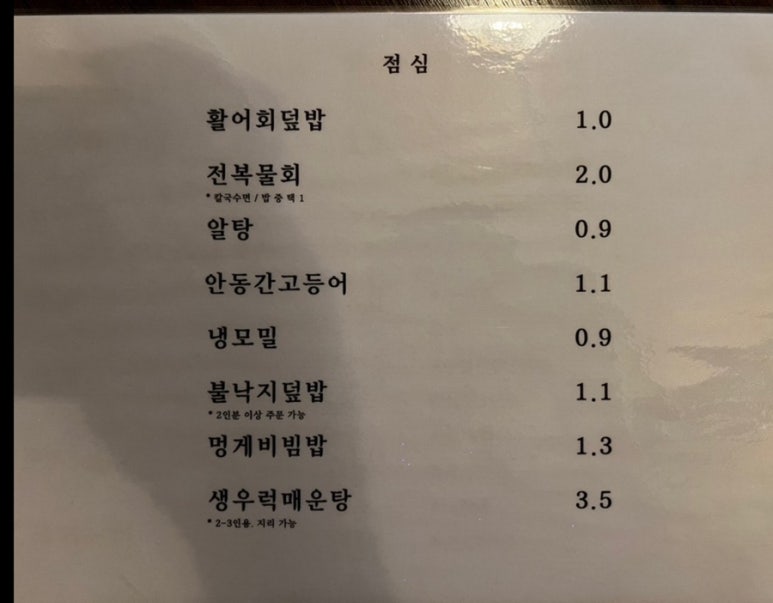 점 심
활어회덮밥 1.0
전복물회 2.0
* 칼국수면 / 밥 중 택 1
알탕 0.9
안동간고등어 1.1
냉모밀 0.9
불낙지덮밥 1.1
* 2인분 이상 주문 가능
멍게비빔밥 1.3
생우럭매운탕 3.5
* 2-3인용. 지리 가능